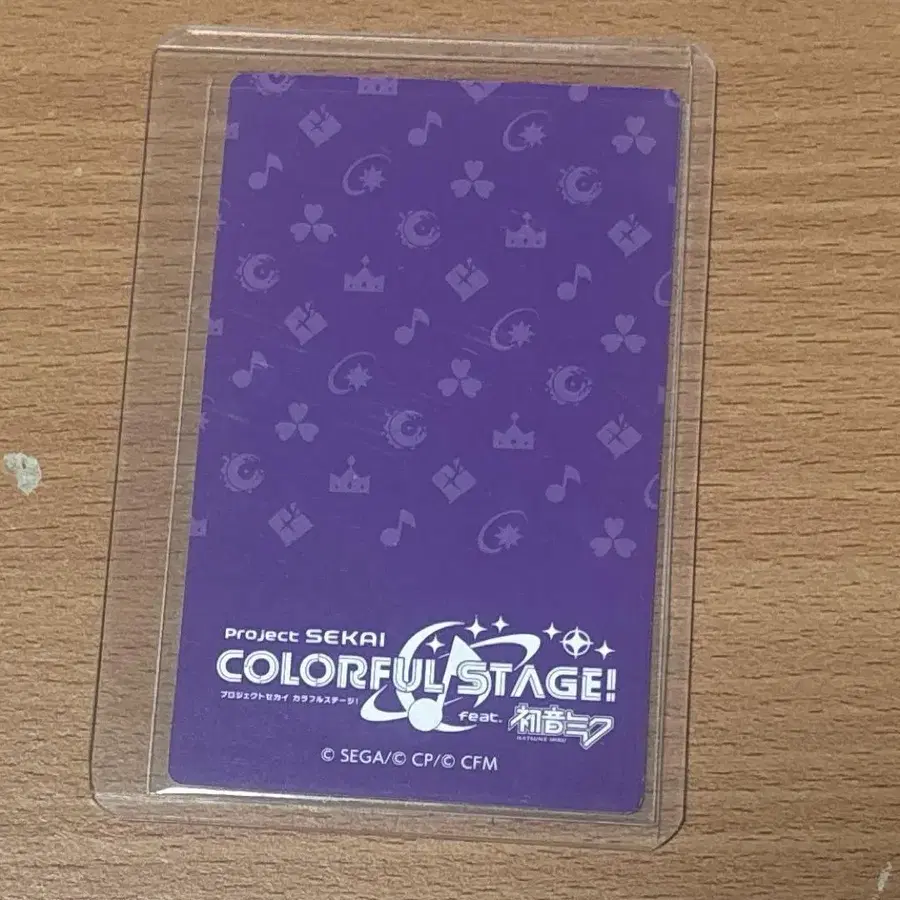 Project SEKAI
COLORFUL STAGE!
プロジェクトセカイ カラフルステージ!
feat. 初音ミク
HATSUNE MIKU
© SEGA/© CP/© CFM